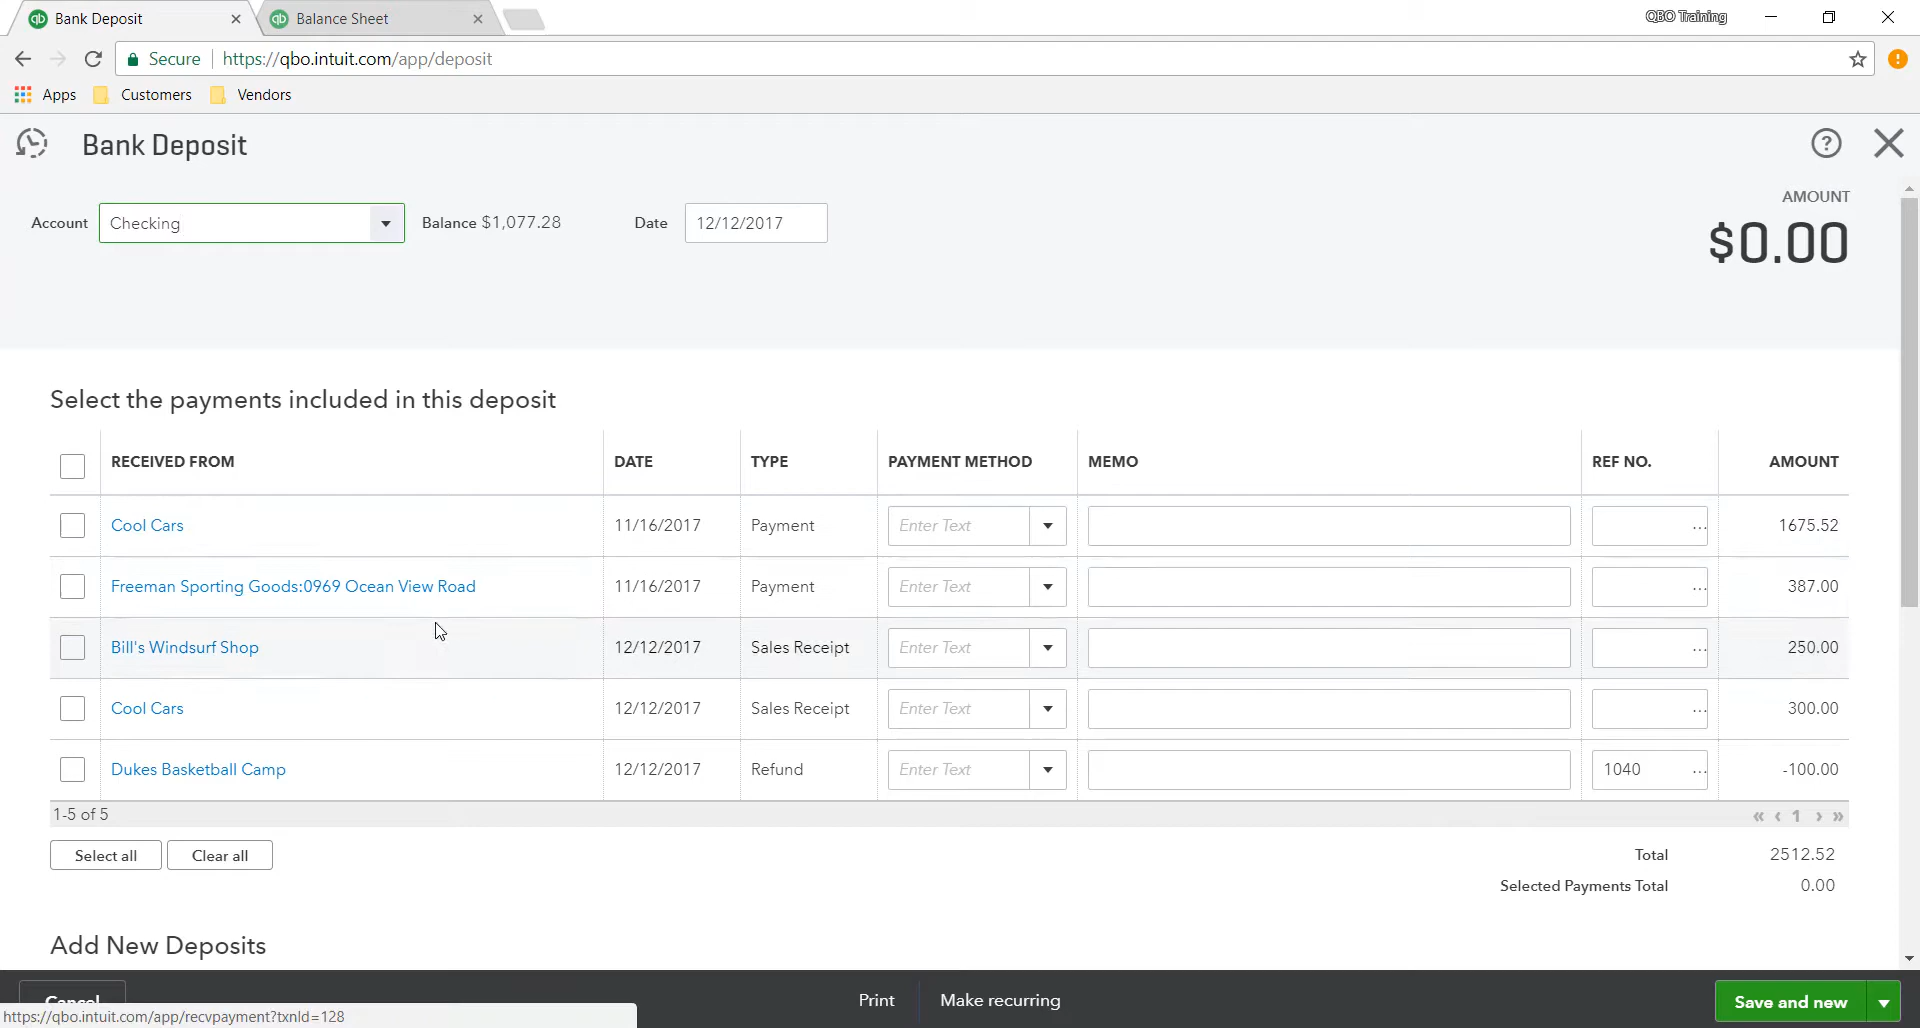 Bank Deposit
Balance Sheet
QBO Training
Secure https://qbo.intuit.com/app/deposit
Apps Customers Vendors
Bank Deposit
AMOUNT
$0.00
Account Checking Balance $1,077.28 Date 12/12/2017
Select the payments included in this deposit
RECEIVED FROM DATE TYPE PAYMENT METHOD MEMO REF NO. AMOUNT
Cool Cars 11/16/2017 Payment Enter Text ... 1675.52
Freeman Sporting Goods:0969 Ocean View Road 11/16/2017 Payment Enter Text ... 387.00
Bill's Windsurf Shop 12/12/2017 Sales Receipt Enter Text ... 250.00
Cool Cars 12/12/2017 Sales Receipt Enter Text ... 300.00
Dukes Basketball Camp 12/12/2017 Refund Enter Text 1040 ... -100.00
1-5 of 5 « ‹ 1 › »
Select all Clear all
Total 2512.52
Selected Payments Total 0.00
Add New Deposits
Cancel Print Make recurring Save and new
https://qbo.intuit.com/app/recvpayment?txnId=128